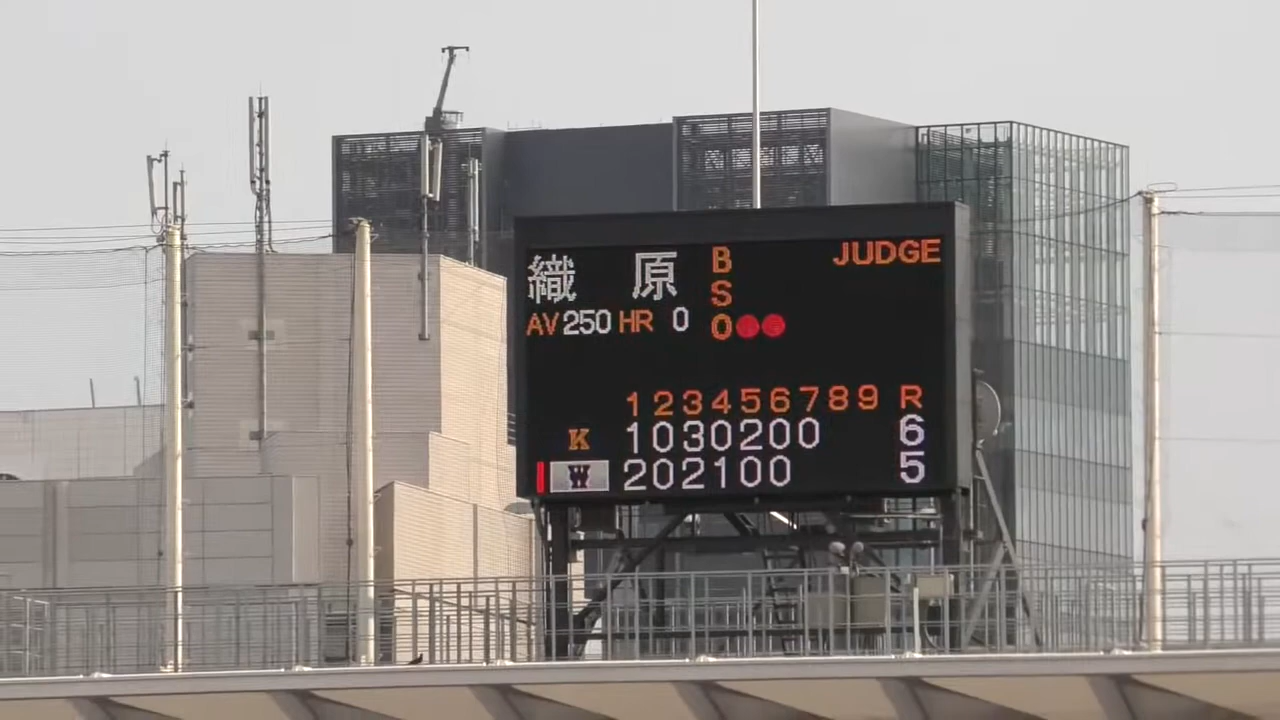 織 原 B JUDGE
S
AV 250 HR 0 O
1 2 3 4 5 6 7 8 9 R
K 1 0 3 0 2 0 0 6
W 2 0 2 1 0 0 5